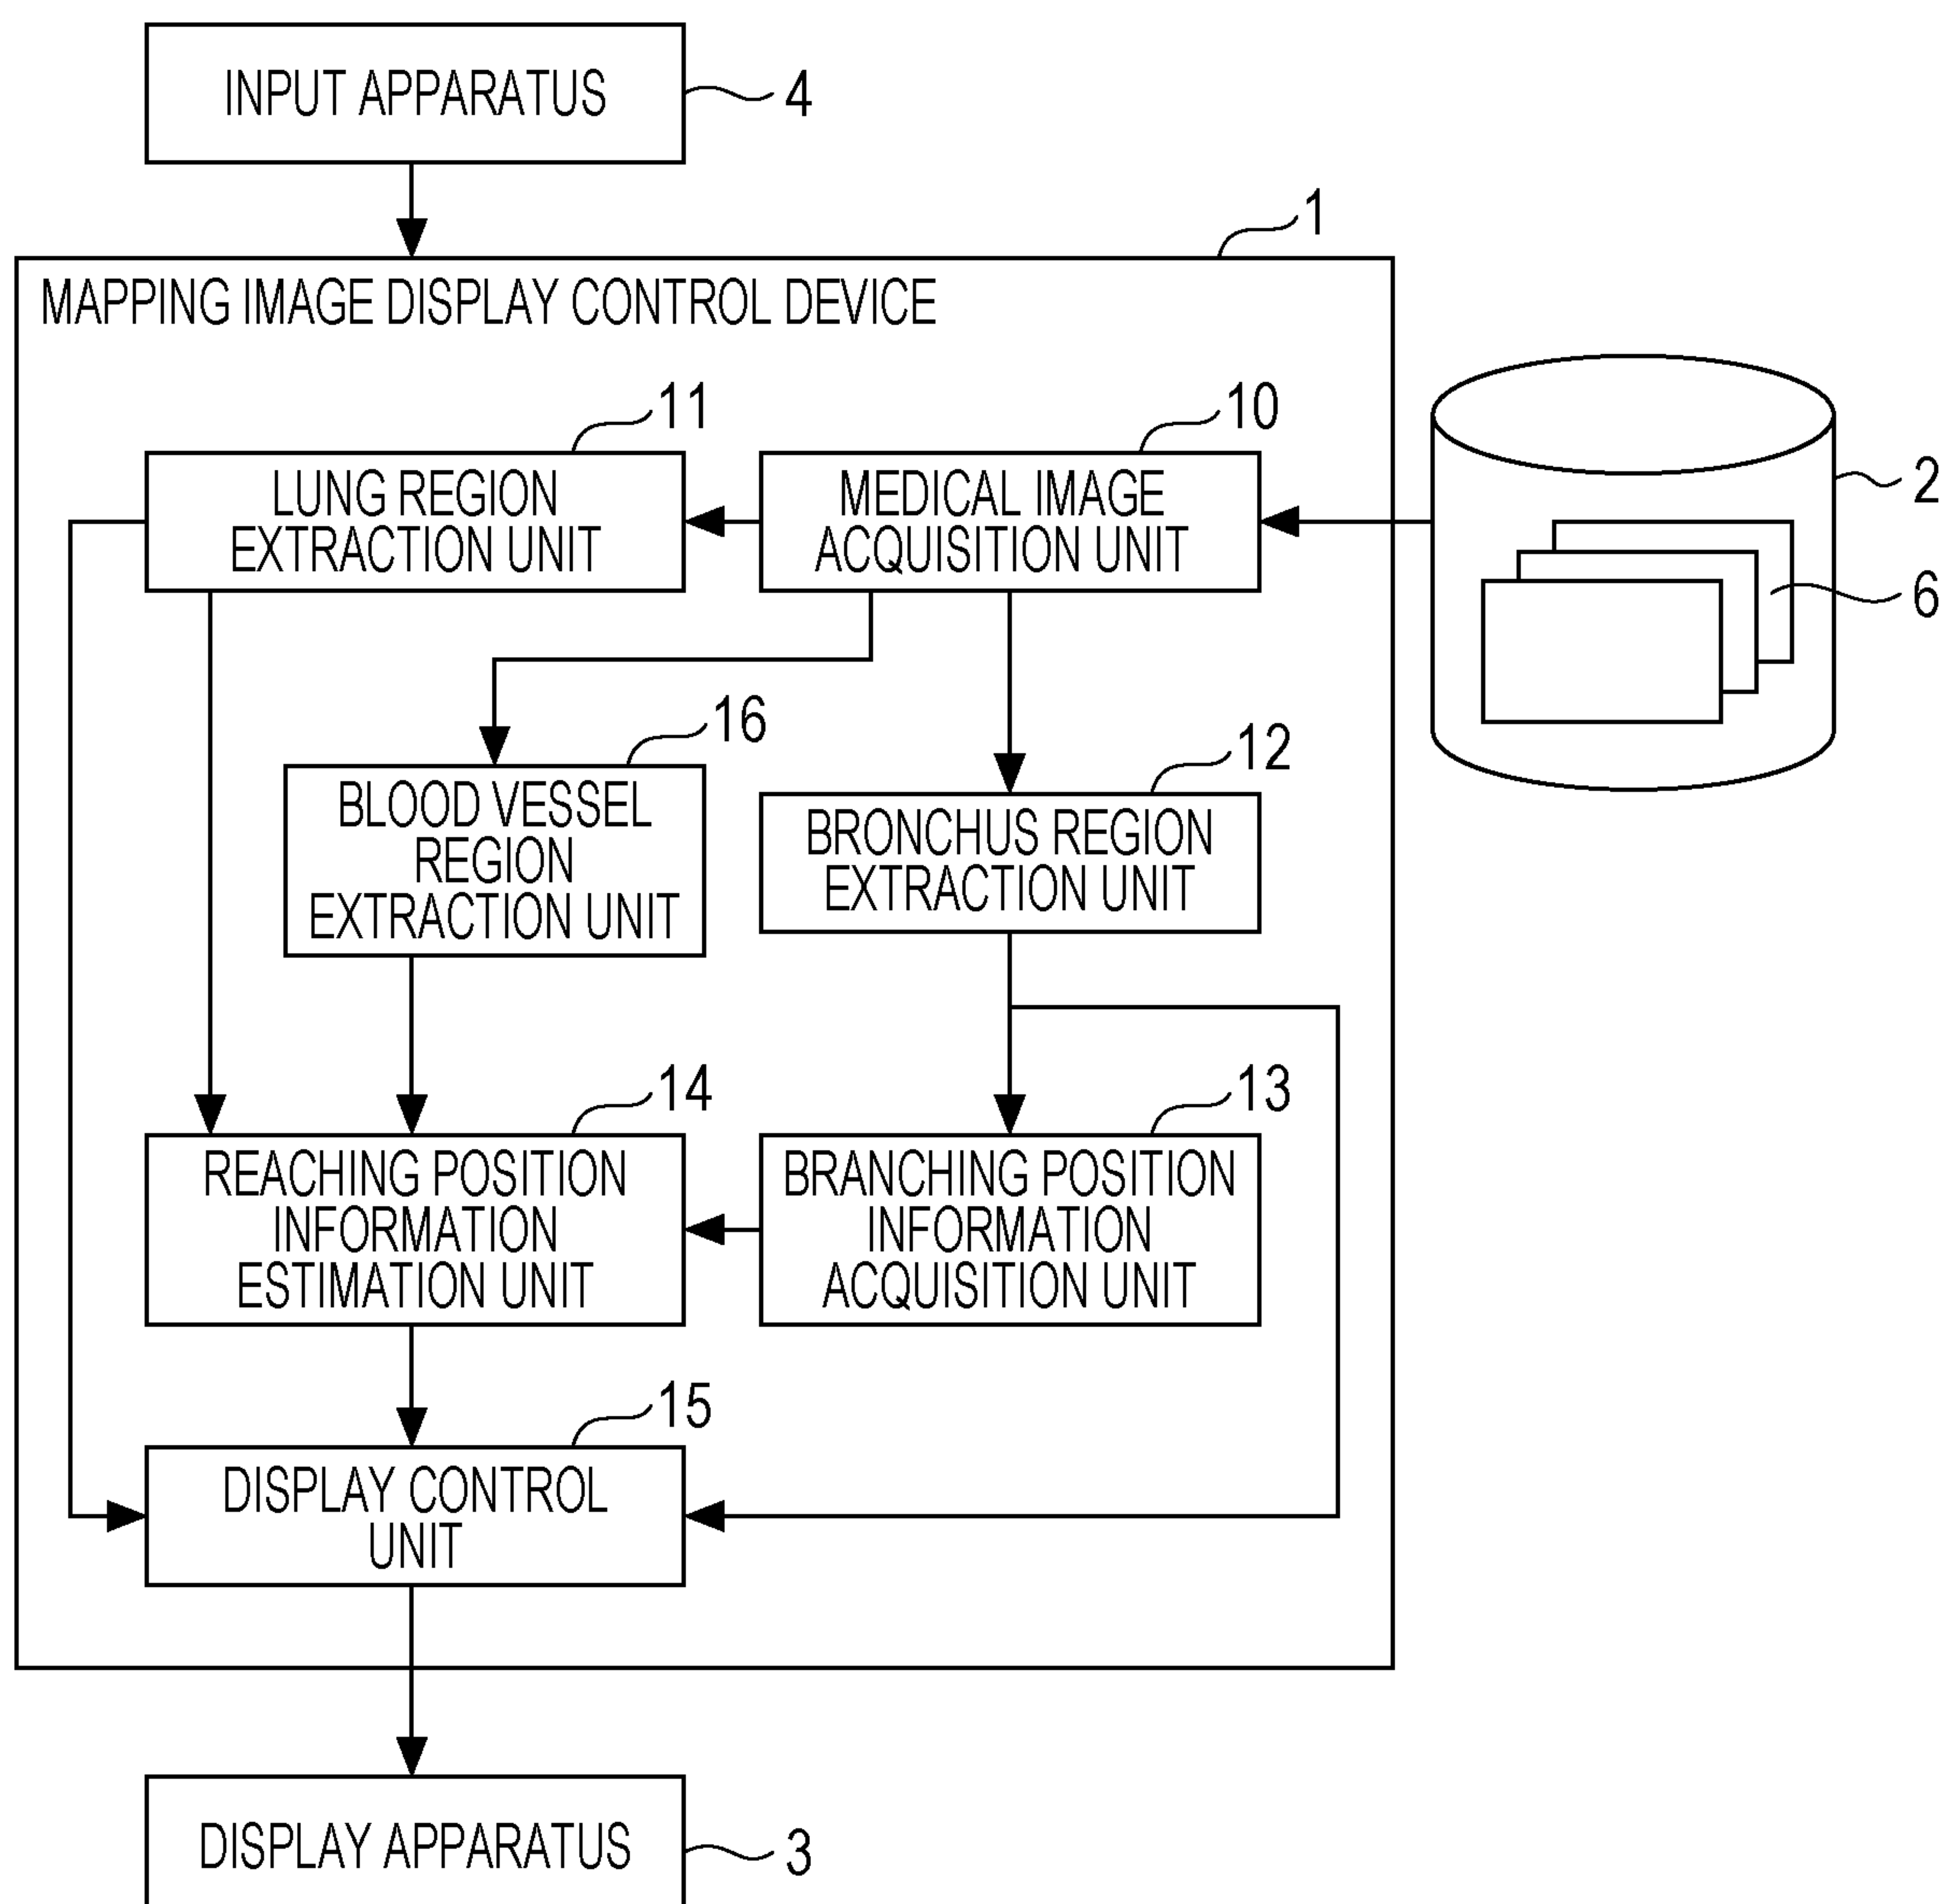 INPUT APPARATUS
4
1
MAPPING IMAGE DISPLAY CONTROL DEVICE
11
10
LUNG REGION
EXTRACTION UNIT
MEDICAL IMAGE
ACQUISITION UNIT
2
6
16
12
BLOOD VESSEL
REGION
EXTRACTION UNIT
BRONCHUS REGION
EXTRACTION UNIT
14
13
REACHING POSITION
INFORMATION
ESTIMATION UNIT
BRANCHING POSITION
INFORMATION
ACQUISITION UNIT
15
DISPLAY CONTROL
UNIT
DISPLAY APPARATUS
3